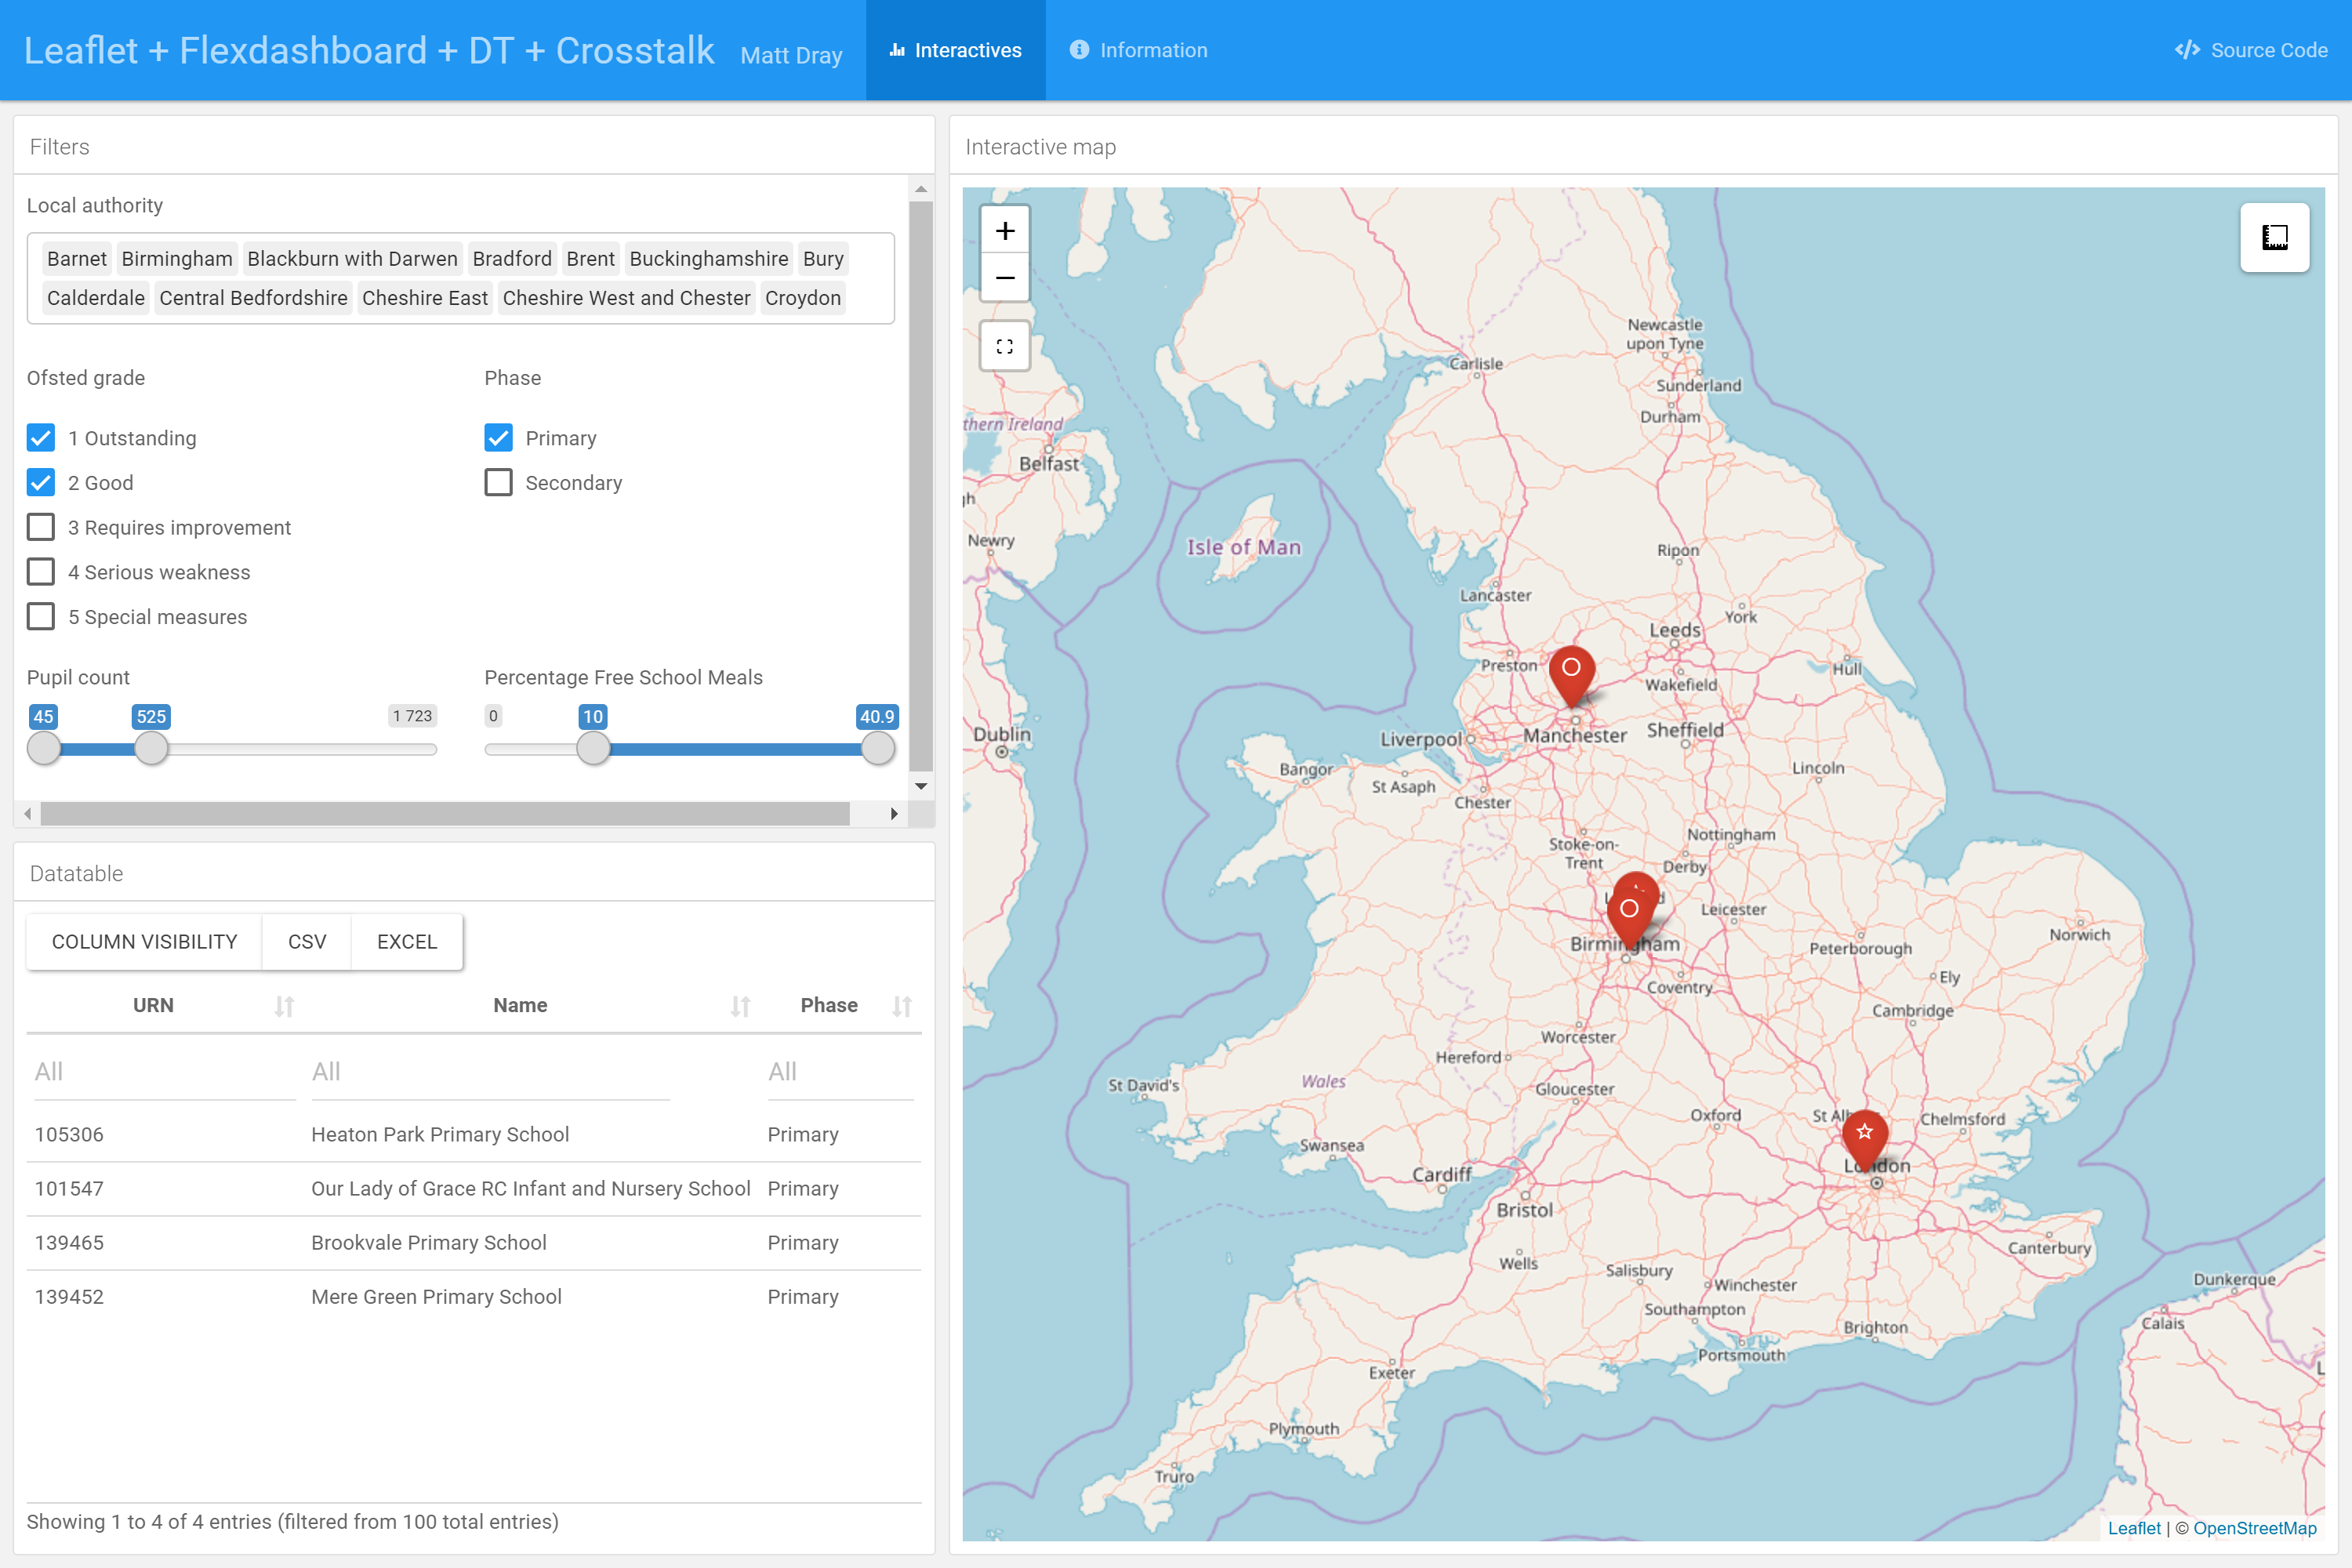 Leaflet + Flexdashboard + DT + Crosstalk Matt Dray Interactives Information Source Code
Filters
Local authority
Barnet Birmingham Blackburn with Darwen Bradford Brent Buckinghamshire Bury
Calderdale Central Bedfordshire Cheshire East Cheshire West and Chester Croydon
Ofsted grade Phase
1 Outstanding Primary
2 Good Secondary
3 Requires improvement
4 Serious weakness
5 Special measures
Pupil count Percentage Free School Meals
45 525 1 723 0 10 40.9
Datatable
COLUMN VISIBILITY CSV EXCEL
URN Name Phase
All All All
105306 Heaton Park Primary School Primary
101547 Our Lady of Grace RC Infant and Nursery School Primary
139465 Brookvale Primary School Primary
139452 Mere Green Primary School Primary
Showing 1 to 4 of 4 entries (filtered from 100 total entries)
Interactive map
+
−
Newcastle
upon Tyne
Carlisle
Sunderland
Durham
thern Ireland
Belfast
gh
Newry
Isle of Man
Ripon
Lancaster
York
Leeds
Preston
Hull
Wakefield
Dublin
Liverpool
Manchester
Sheffield
Bangor
Lincoln
St Asaph
Chester
Nottingham
Stoke-on-
Trent
Derby
Leicester
Norwich
Birmingham
Peterborough
Ely
Coventry
Cambridge
Worcester
Hereford
Wales
St David's
Gloucester
Oxford
Chelmsford
Swansea
London
Cardiff
Bristol
Canterbury
Wells
Salisbury
Dunkerque
Winchester
Southampton
Calais
Brighton
Portsmouth
Exeter
Plymouth
Truro
Leaflet | © OpenStreetMap